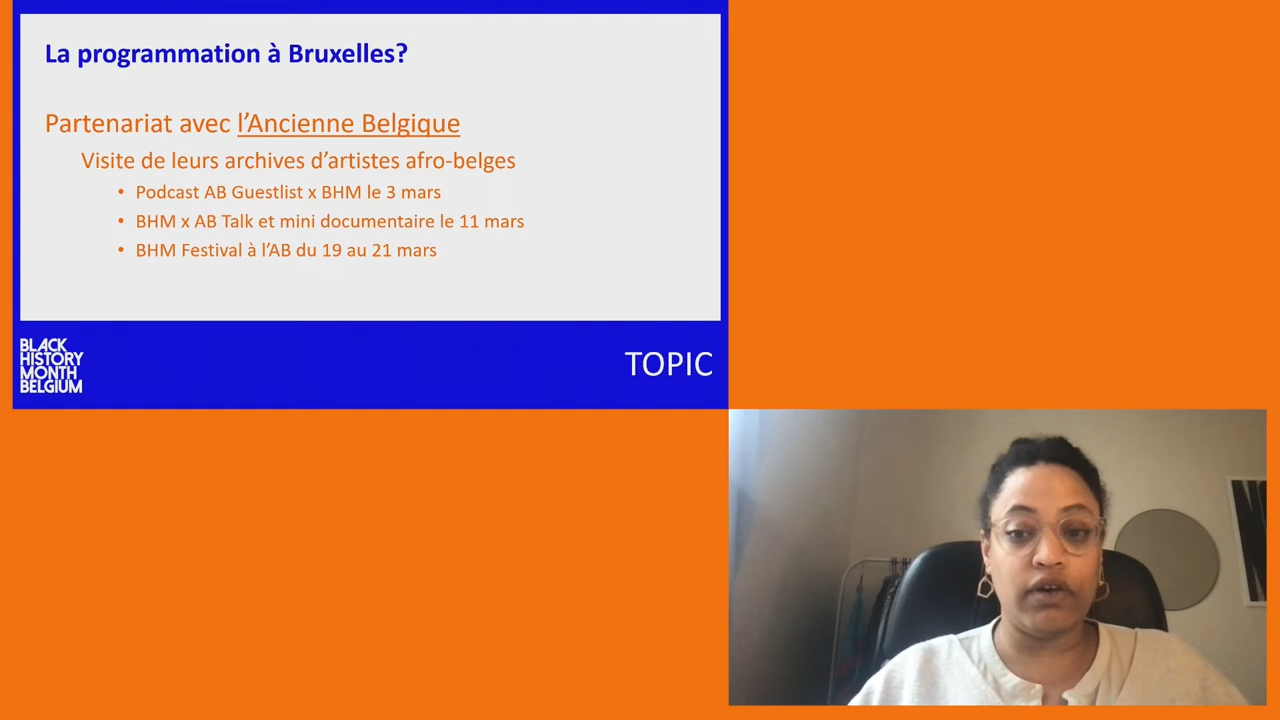 La programmation à Bruxelles?
Partenariat avec l’Ancienne Belgique
Visite de leurs archives d’artistes afro-belges
• Podcast AB Guestlist x BHM le 3 mars
• BHM x AB Talk et mini documentaire le 11 mars
• BHM Festival à l’AB du 19 au 21 mars
BLACK
HISTORY
MONTH
BELGIUM
TOPIC